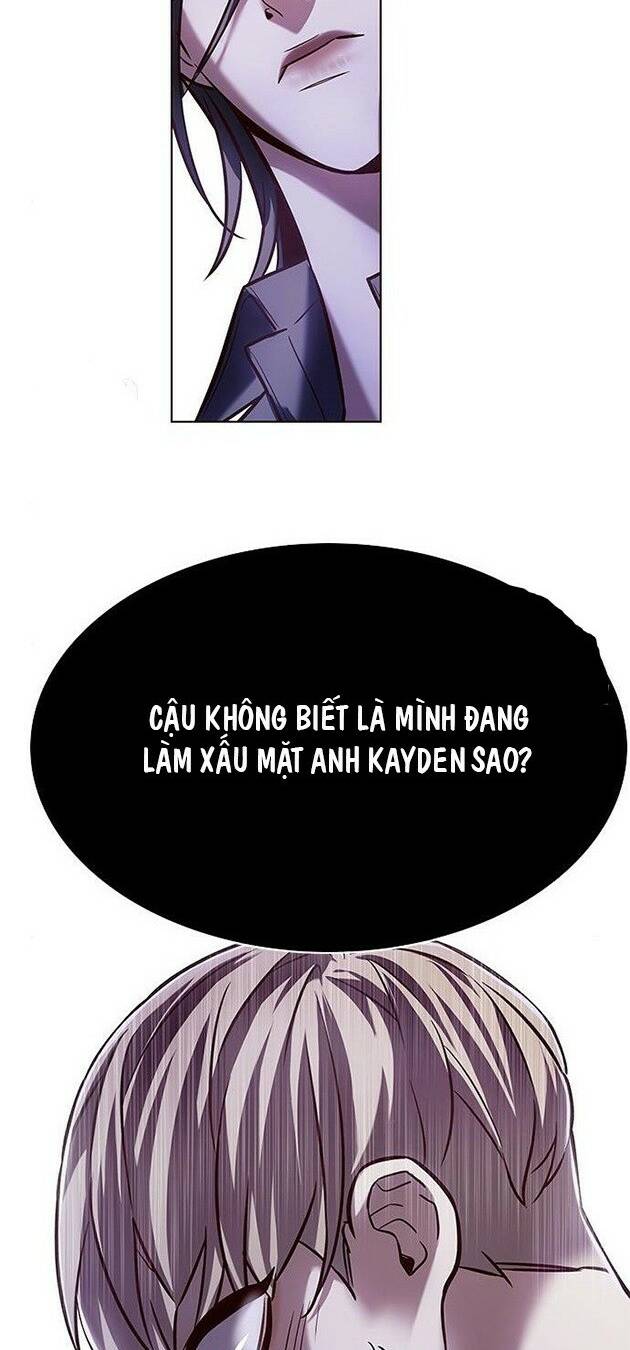 CẬU KHÔNG BIẾT LÀ MÌNH ĐANG
LÀM XẤU MẶT ANH KAYDEN SAO?